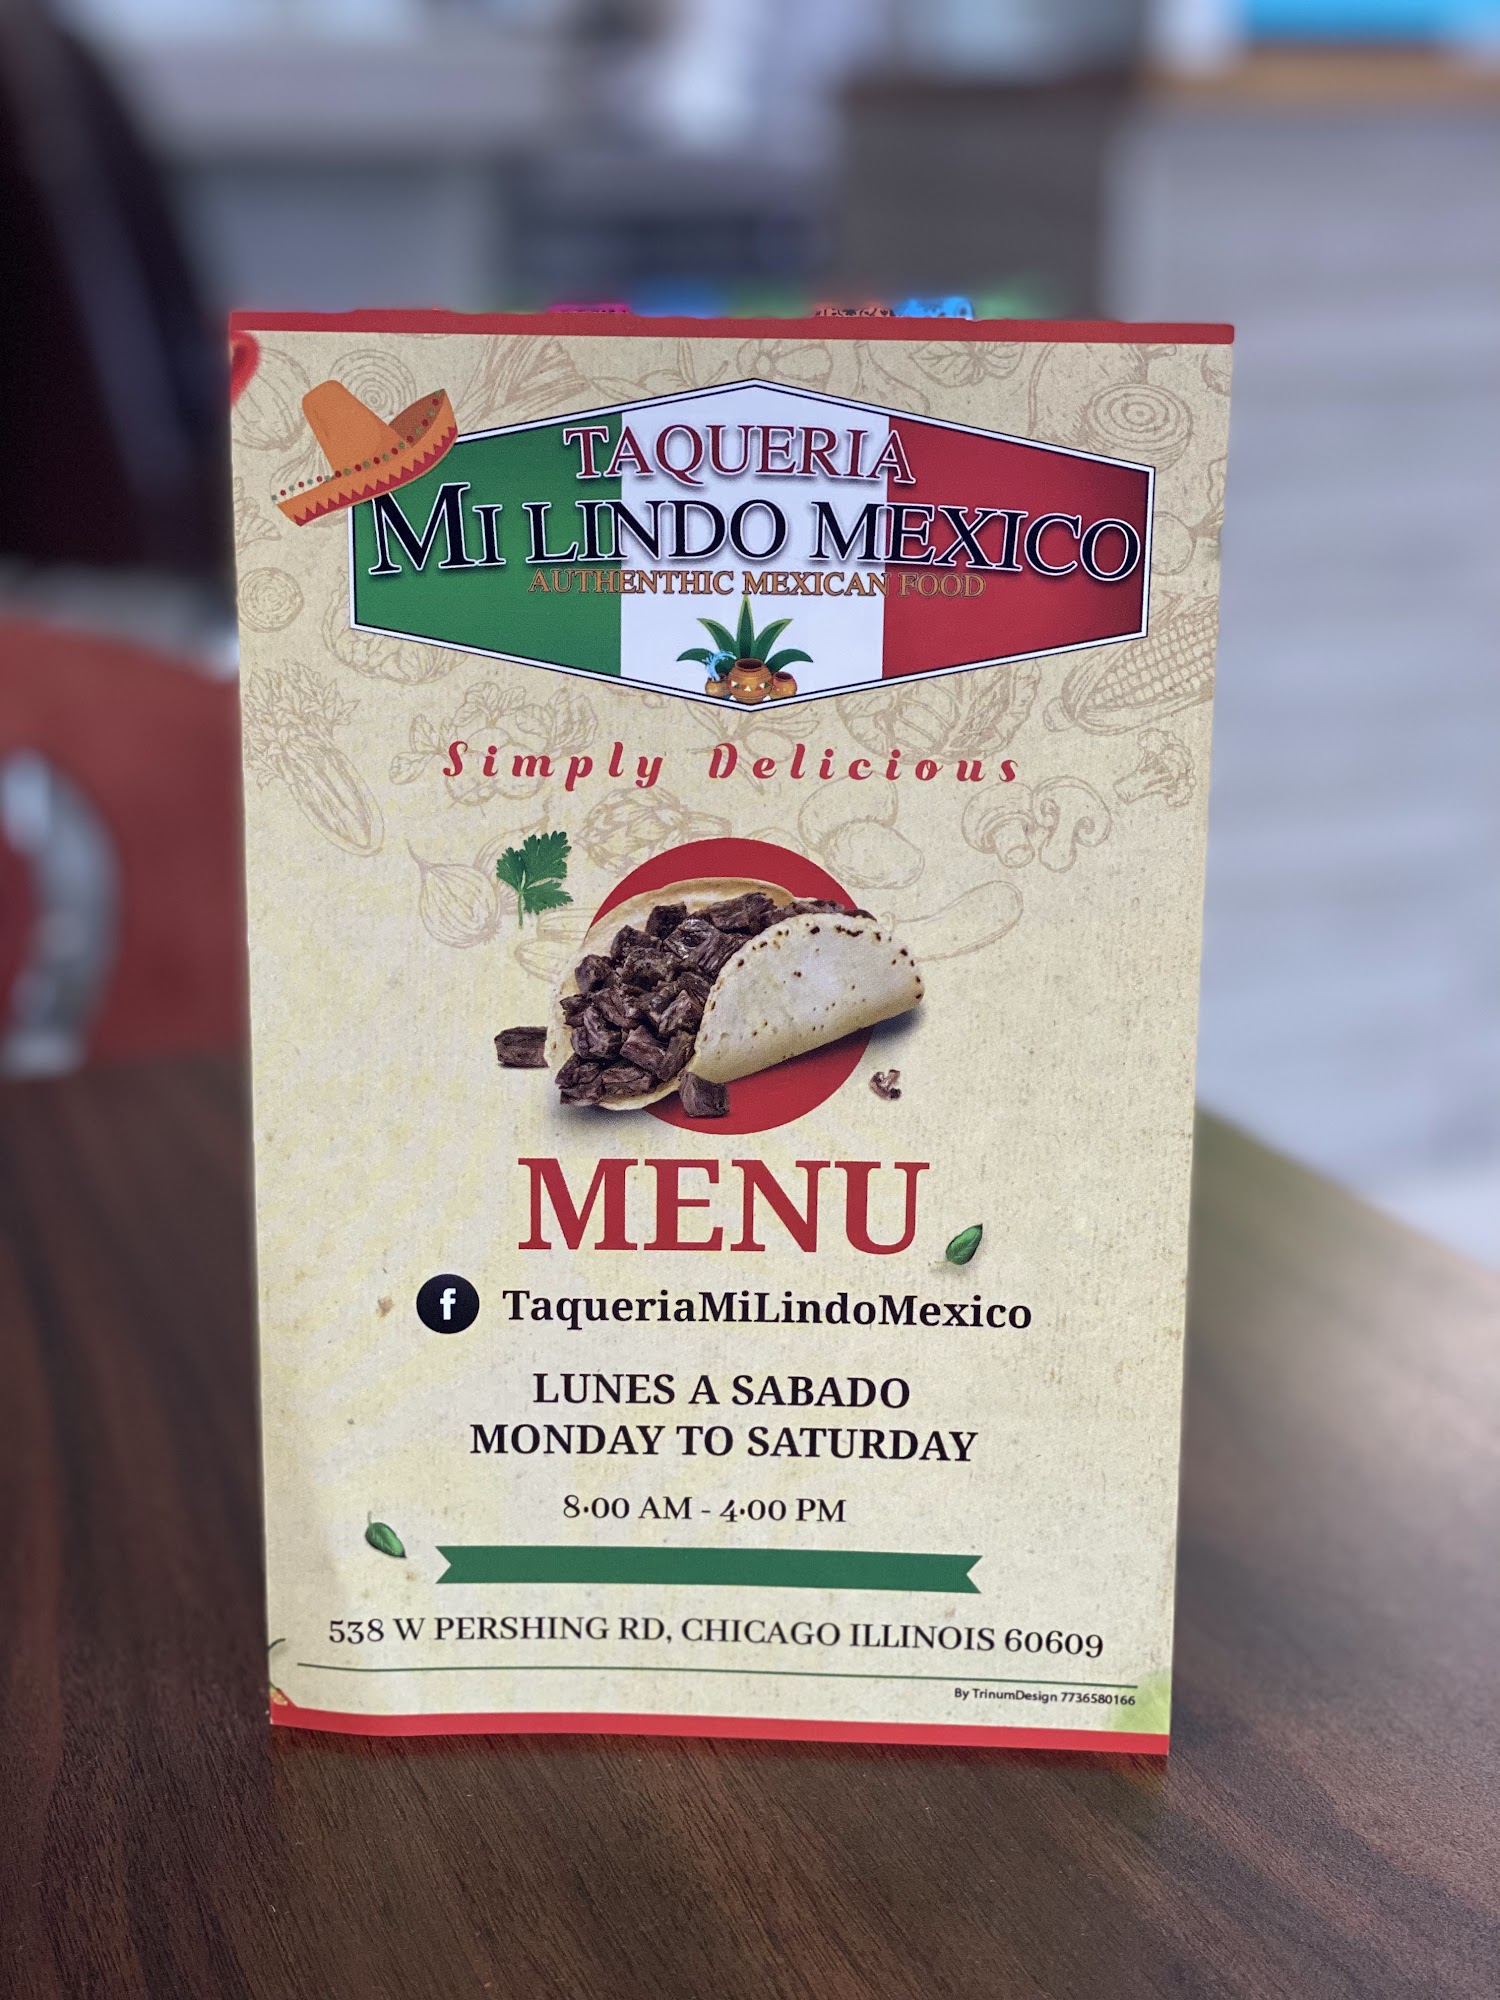 TAQUERIA
MI LINDO MEXICO
AUTHENTHIC MEXICAN FOOD
Simply Delicious
MENU
f TaqueriaMiLindoMexico
LUNES A SABADO
MONDAY TO SATURDAY
8:00 AM - 4:00 PM
538 W PERSHING RD, CHICAGO ILLINOIS 60609
By TrinumDesign 7736580166